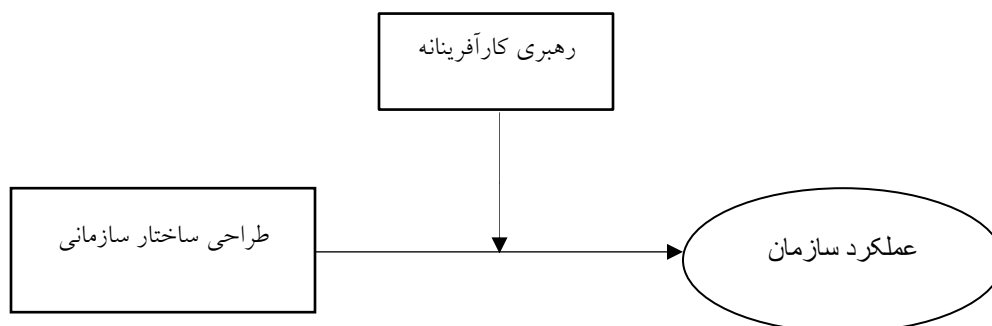 رهبری کارآفرینانه
طراحی ساختار سازمانی
عملکرد سازمان